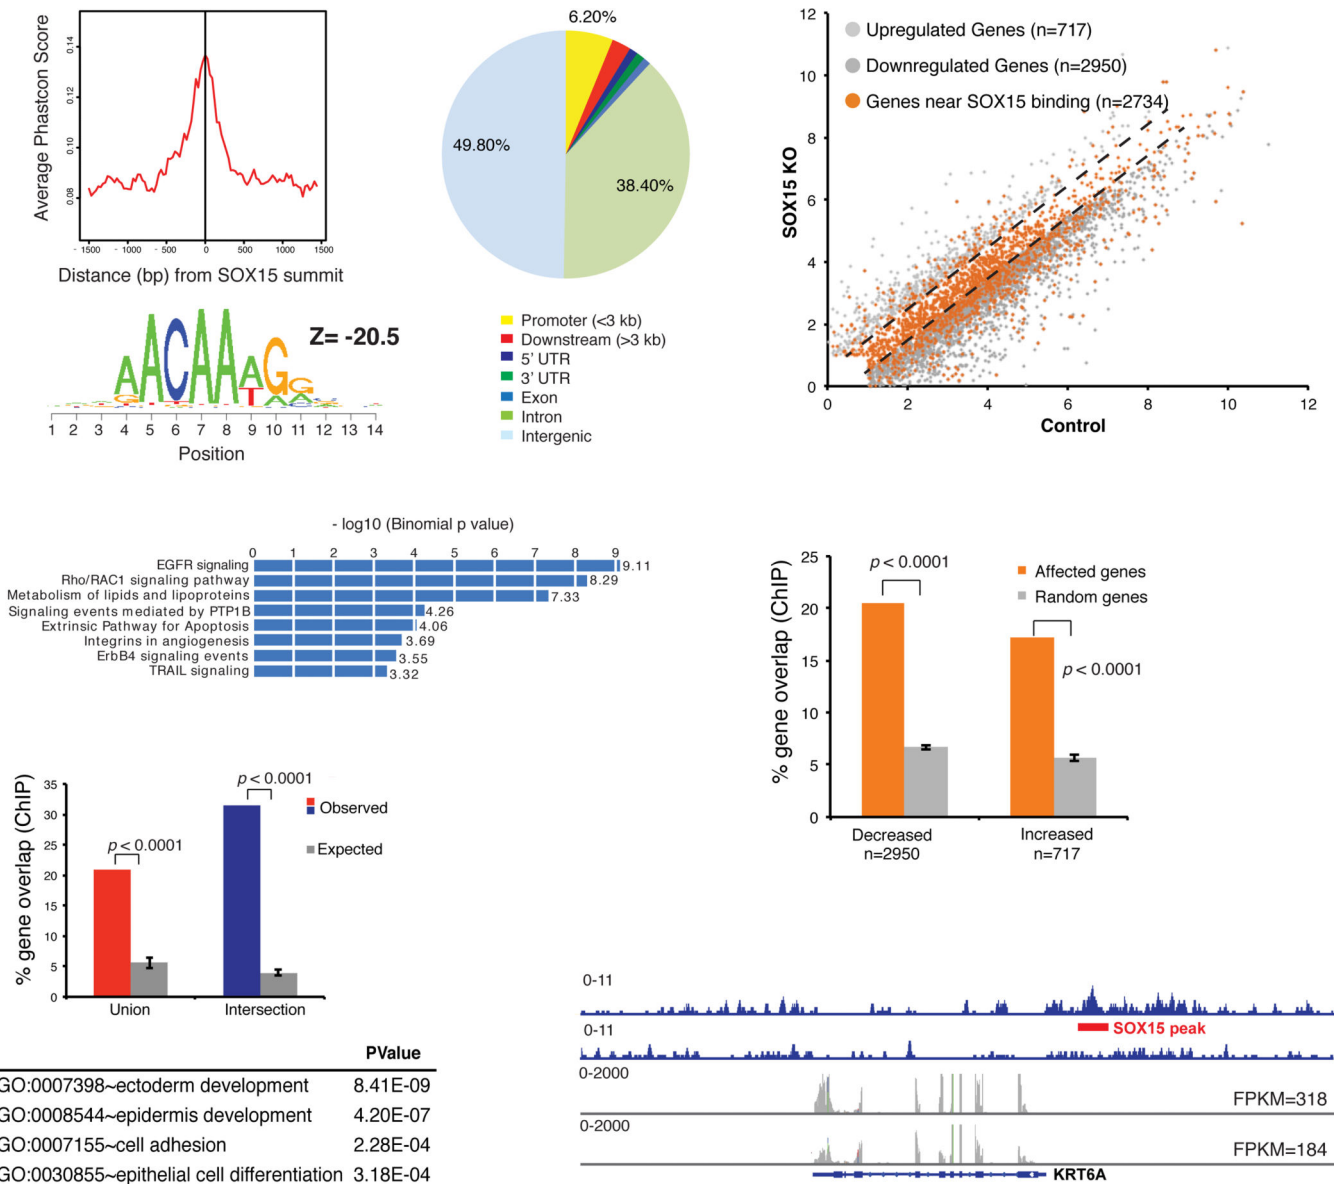 Average Phastcon Score
0.14
0.12
0.10
0.08
- 1500 - 1000 - 500 0 500 1000 1500
Distance (bp) from SOX15 summit
6.20%
49.80%
38.40%
Promoter (<3 kb)
Downstream (>3 kb)
5' UTR
3' UTR
Exon
Intron
Intergenic
AACAAAGG
T AA
Z= -20.5
1 2 3 4 5 6 7 8 9 10 11 12 13 14
Position
Upregulated Genes (n=717)
Downregulated Genes (n=2950)
Genes near SOX15 binding (n=2734)
SOX15 KO
12
10
8
6
4
2
0
0 2 4 6 8 10 12
Control
- log10 (Binomial p value)
0 1 2 3 4 5 6 7 8 9
EGFR signaling 9.11
Rho/RAC1 signaling pathway 8.29
Metabolism of lipids and lipoproteins 7.33
Signaling events mediated by PTP1B 4.26
Extrinsic Pathway for Apoptosis 4.06
Integrins in angiogenesis 3.69
ErbB4 signaling events 3.55
TRAIL signaling 3.32
% gene overlap (ChIP)
25
20
15
10
5
0
p < 0.0001
p < 0.0001
Affected genes
Random genes
Decreased Increased
n=2950 n=717
% gene overlap (ChIP)
35
30
25
20
15
10
5
0
p < 0.0001
p < 0.0001
Observed
Expected
Union Intersection
PValue
GO:0007398~ectoderm development 8.41E-09
GO:0008544~epidermis development 4.20E-07
GO:0007155~cell adhesion 2.28E-04
GO:0030855~epithelial cell differentiation 3.18E-04
0-11
0-11 SOX15 peak
0-2000
FPKM=318
0-2000
FPKM=184
KRT6A